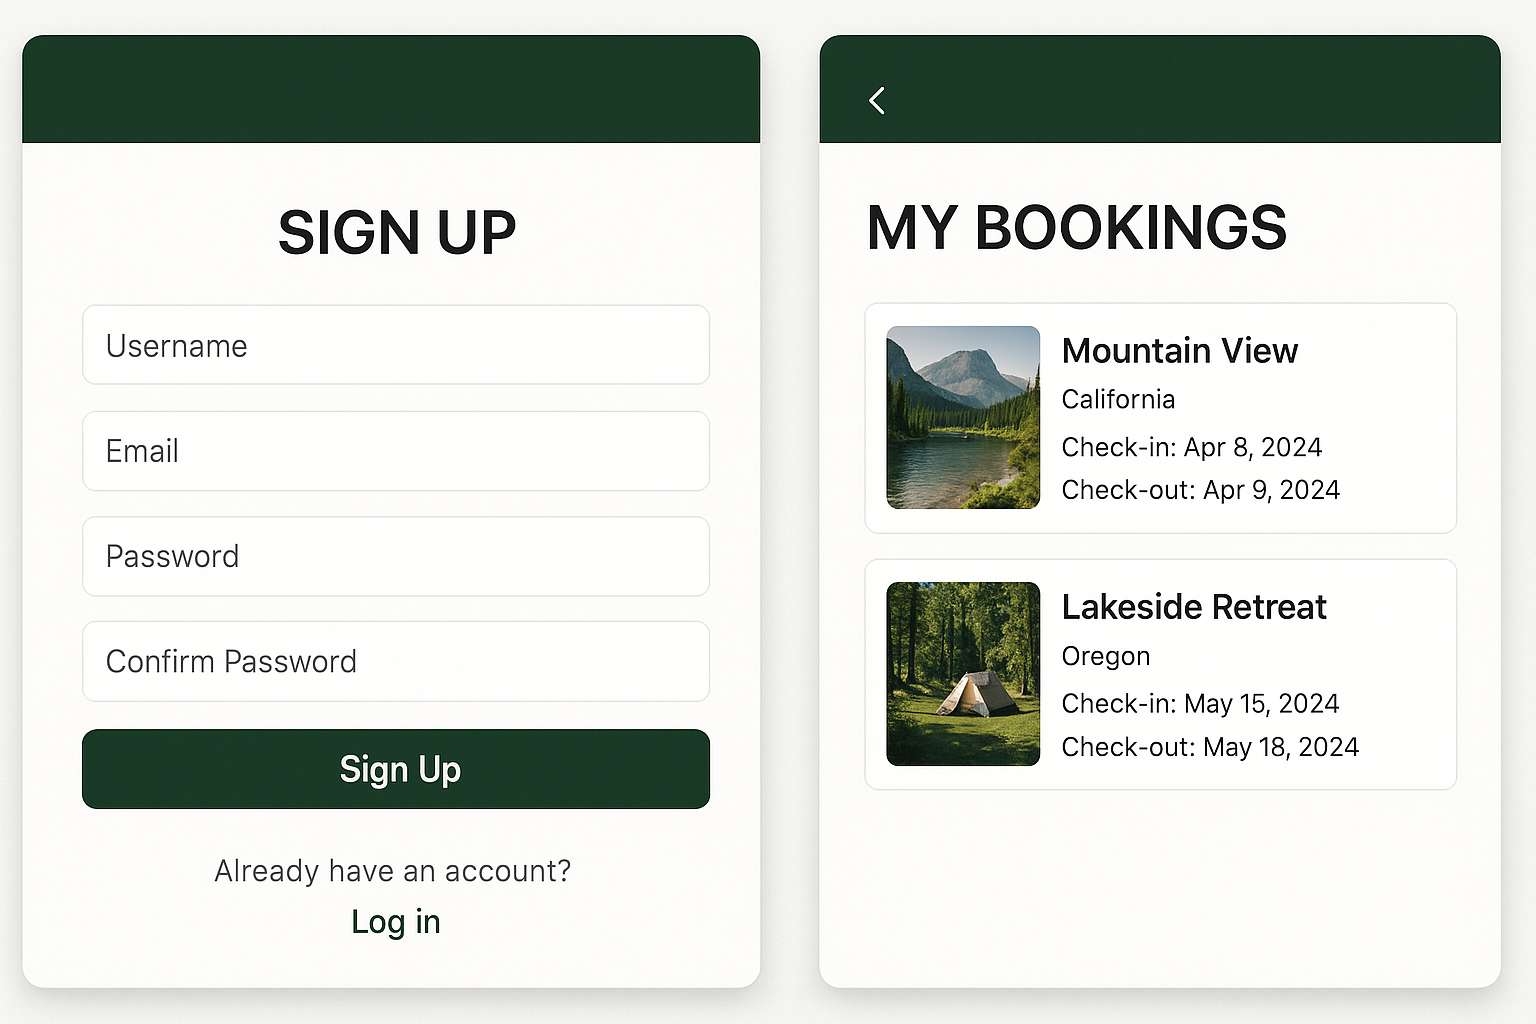 SIGN UP
Username
Email
Password
Confirm Password
Sign Up
Already have an account?
Log in
MY BOOKINGS
Mountain View
California
Check-in: Apr 8, 2024
Check-out: Apr 9, 2024
Lakeside Retreat
Oregon
Check-in: May 15, 2024
Check-out: May 18, 2024